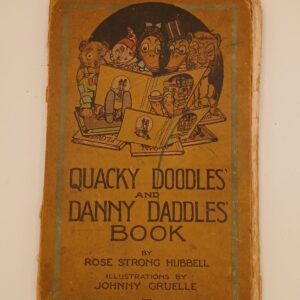 QUACKY DOODLES'
AND
DANNY DADDLES'
BOOK
BY
ROSE STRONG HUBBELL
ILLUSTRATIONS BY
JOHNNY GRUELLE